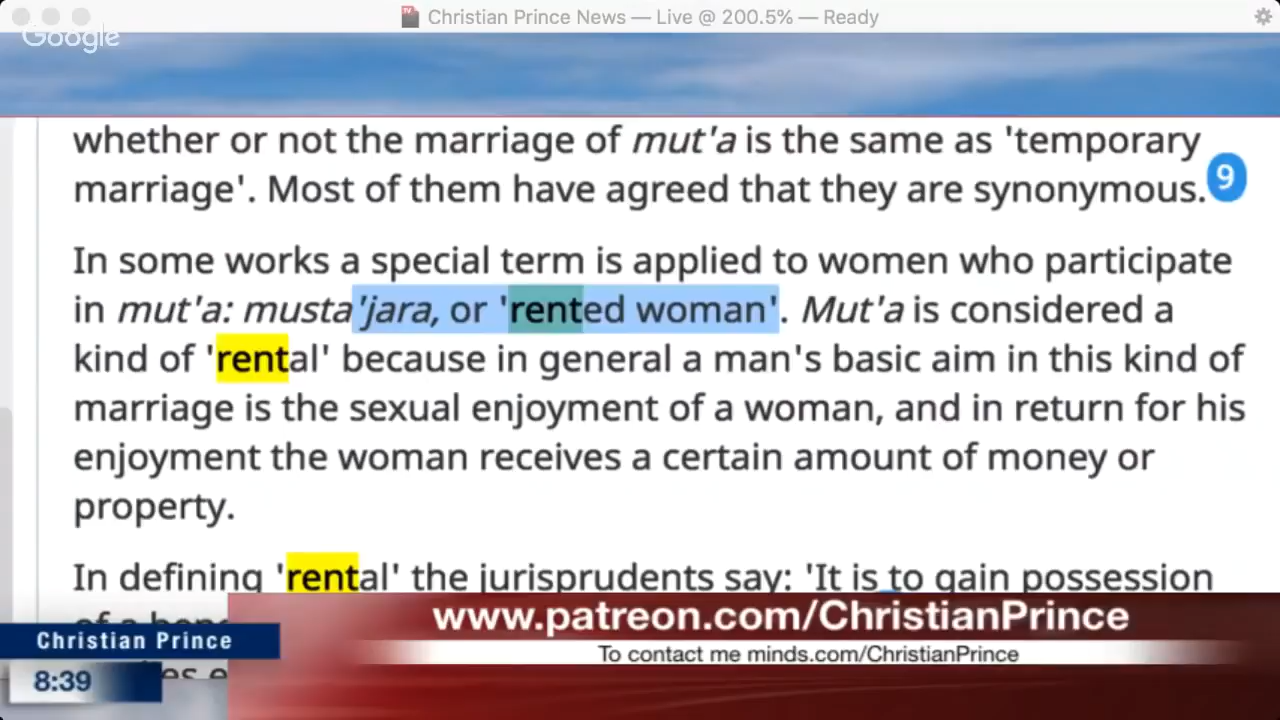 Christian Prince News — Live @ 200.5% — Ready
Google
whether or not the marriage of mut'a is the same as 'temporary
marriage'. Most of them have agreed that they are synonymous.
9
In some works a special term is applied to women who participate
in mut'a: musta'jara, or 'rented woman'. Mut'a is considered a
kind of 'rental' because in general a man's basic aim in this kind of
marriage is the sexual enjoyment of a woman, and in return for his
enjoyment the woman receives a certain amount of money or
property.
In defining 'rental' the jurisprudents say: 'It is to gain possession
of a
www.patreon.com/ChristianPrince
Christian Prince
To contact me minds.com/ChristianPrince
8:39